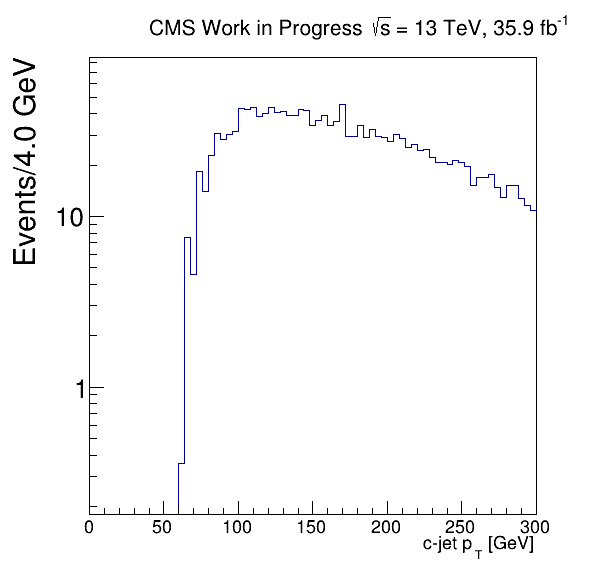 CMS Work in Progress √s = 13 TeV, 35.9 fb⁻¹
Events/4.0 GeV
10
1
0 50 100 150 200 250 300
c-jet p_T [GeV]